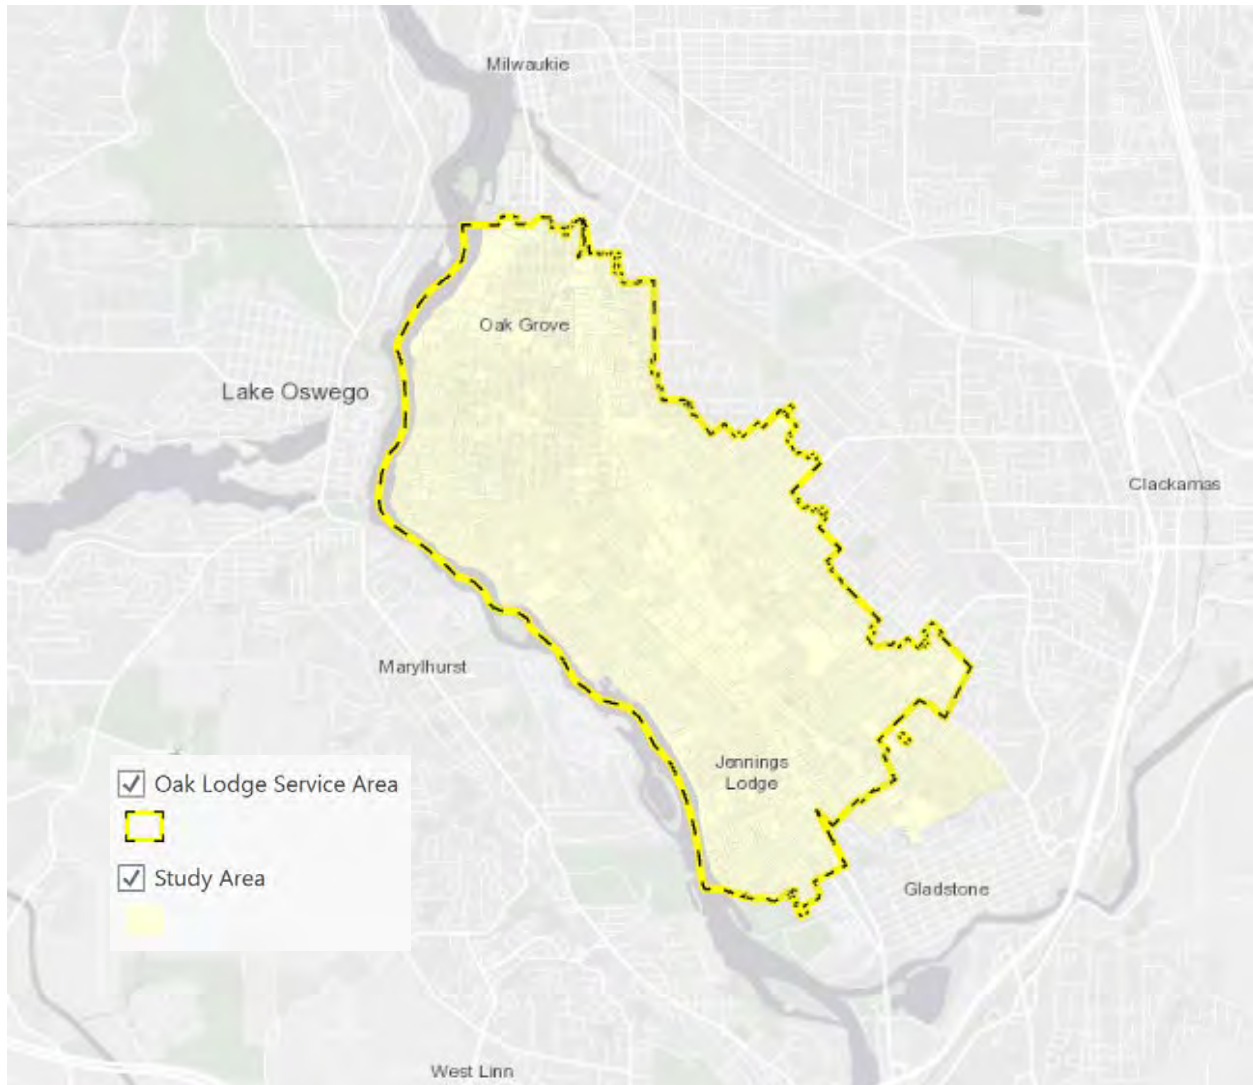 Milwaukie
Oak Grove
Lake Oswego
Clackamas
Marylhurst
Jennings
Lodge
Oak Lodge Service Area
Study Area
Gladstone
West Linn